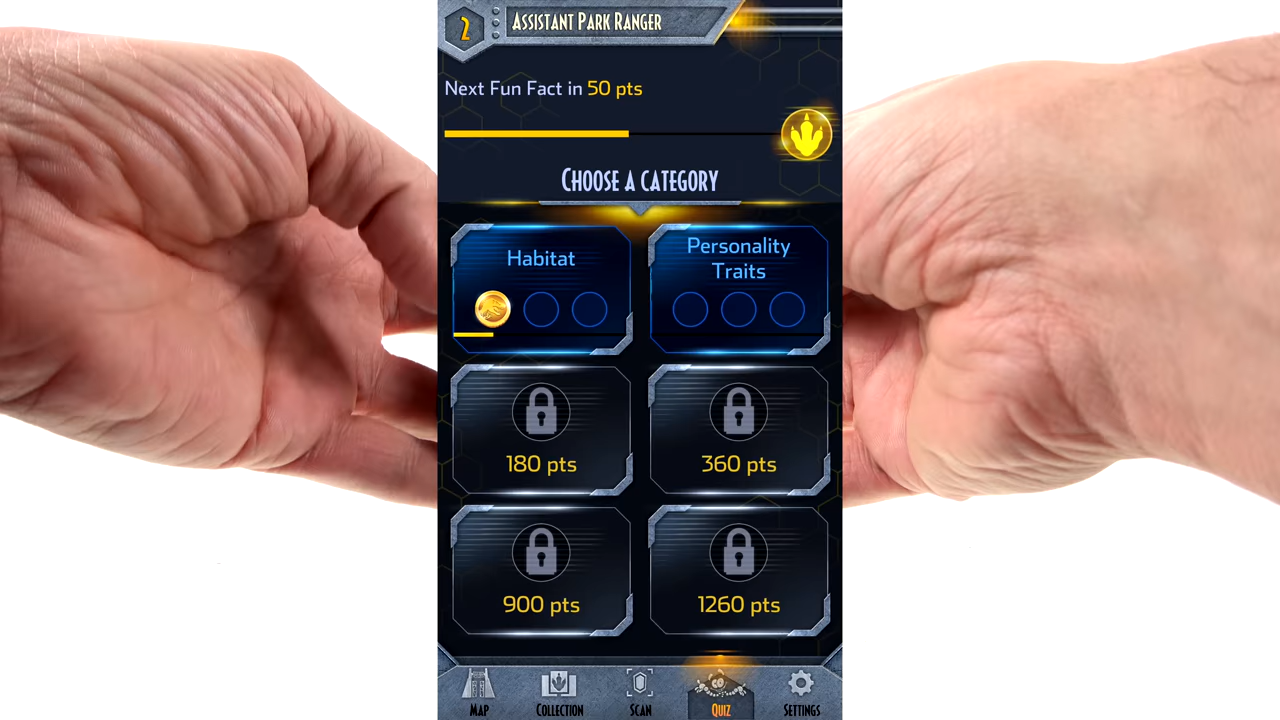 2
Assistant Park Ranger
Next Fun Fact in 50 pts
Choose a category
Habitat
Personality
Traits
180 pts
360 pts
900 pts
1260 pts
Map
Collection
Scan
Quiz
Settings